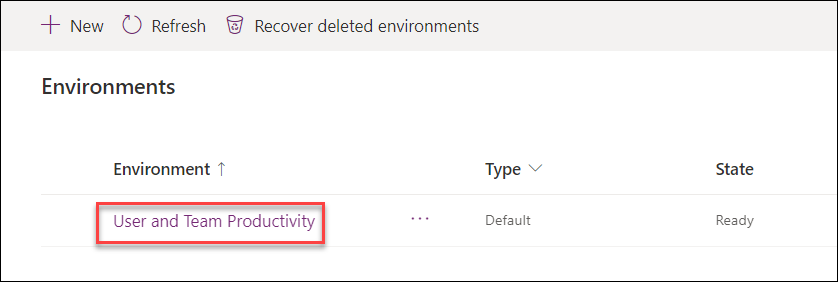 New Refresh Recover deleted environments
Environments
Environment ↑ Type State
User and Team Productivity ... Default Ready